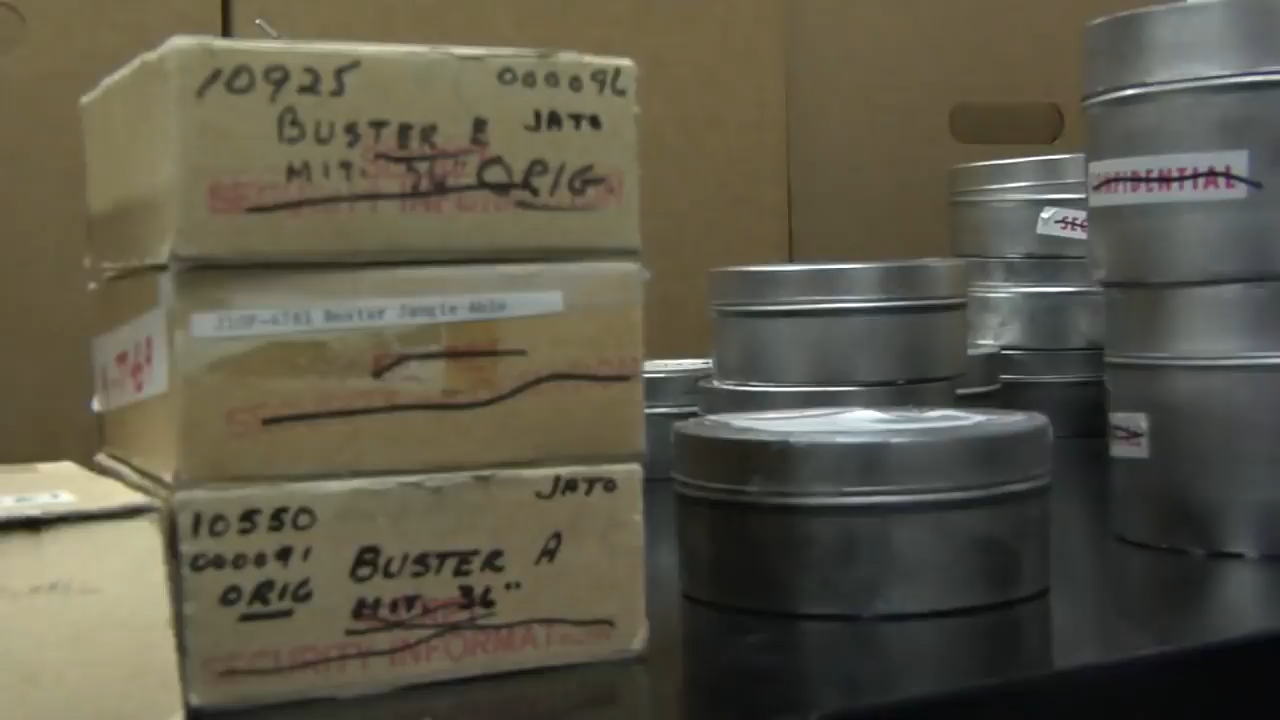 10925 000096
BUSTER E JATO
MIT. 36" ORIG
SECURITY INFORMATION
Buster Jangle Able
JATO
10550
000091 BUSTER A
ORIG MIT. 36"
SECURITY INFORMATION
CONFIDENTIAL
SEC